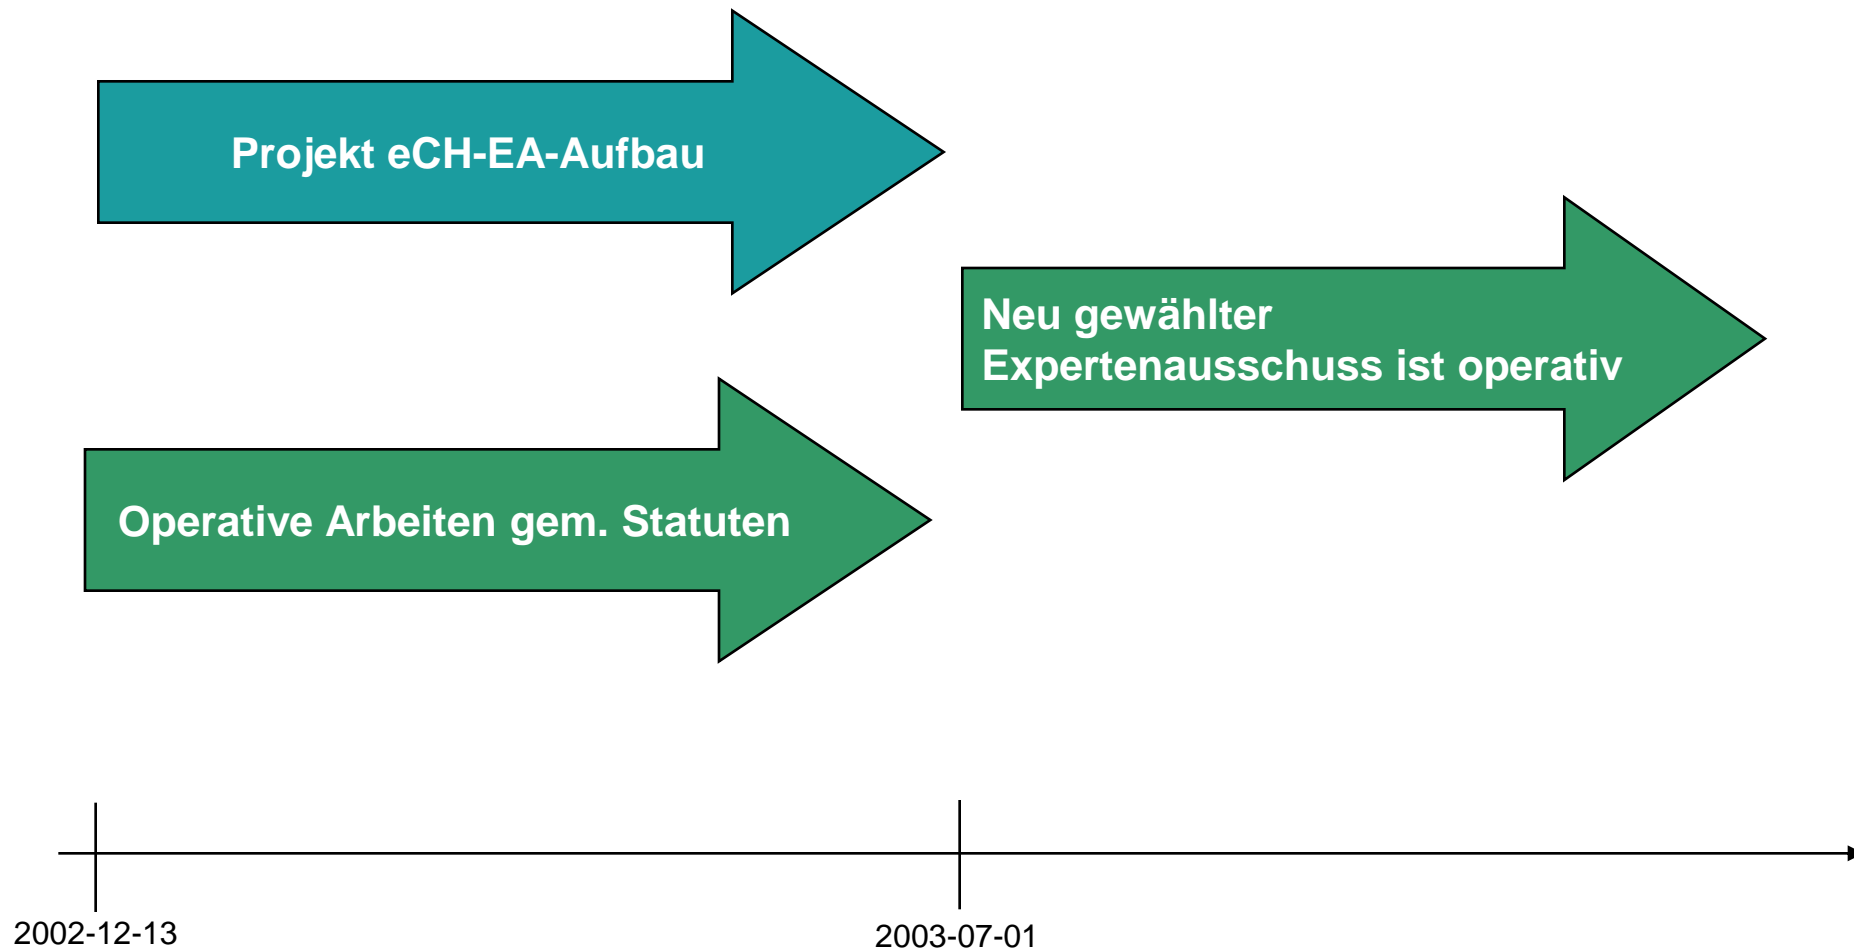 Projekt eCH-EA-Aufbau
Neu gewählter
Expertenausschuss ist operativ
Operative Arbeiten gem. Statuten
2002-12-13
2003-07-01